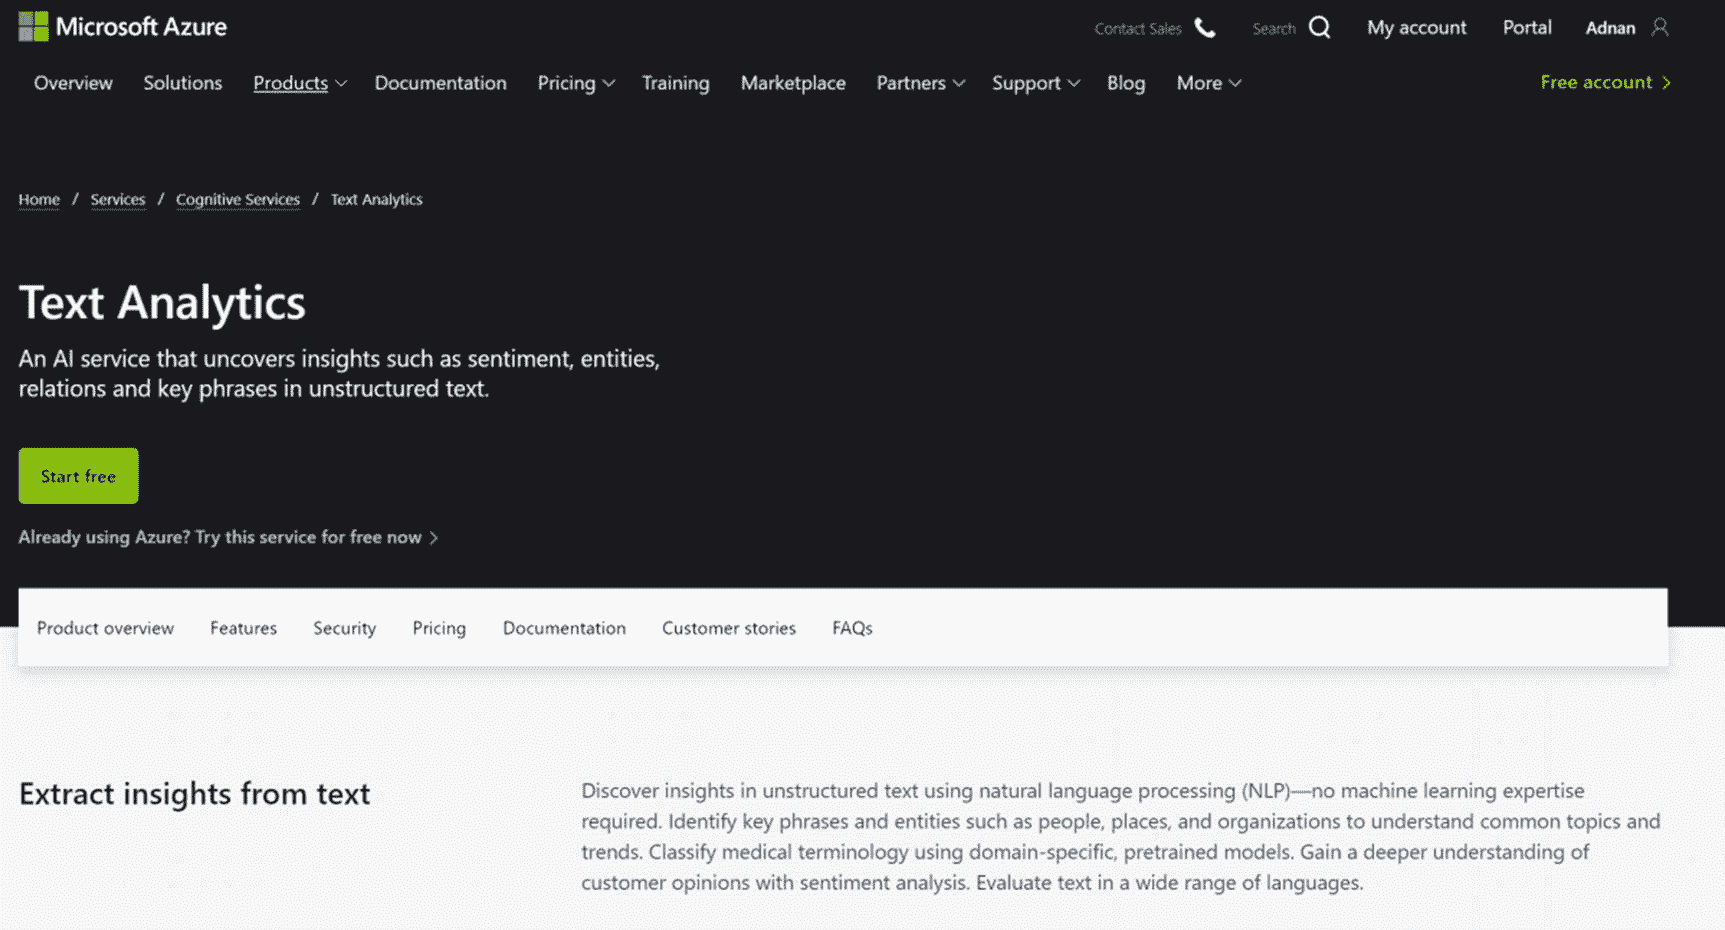 Microsoft Azure
Contact Sales Search My account Portal Adnan
Overview Solutions Products Documentation Pricing Training Marketplace Partners Support Blog More Free account
Home / Services / Cognitive Services / Text Analytics
Text Analytics
An AI service that uncovers insights such as sentiment, entities,
relations and key phrases in unstructured text.
Start free
Already using Azure? Try this service for free now
Product overview Features Security Pricing Documentation Customer stories FAQs
Extract insights from text
Discover insights in unstructured text using natural language processing (NLP)—no machine learning expertise
required. Identify key phrases and entities such as people, places, and organizations to understand common topics and
trends. Classify medical terminology using domain-specific, pretrained models. Gain a deeper understanding of
customer opinions with sentiment analysis. Evaluate text in a wide range of languages.